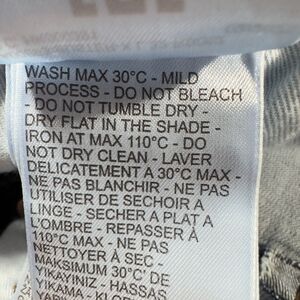 WASH MAX 30°C - MILD
PROCESS - DO NOT BLEACH
- DO NOT TUMBLE DRY -
DRY FLAT IN THE SHADE -
IRON AT MAX 110°C - DO
NOT DRY CLEAN - LAVER
DELICATEMENT A 30°C MAX -
NE PAS BLANCHIR - NE PAS
UTILISER DE SECHOIR A
LINGE - SECHER A PLAT A
L'OMBRE - REPASSER À
110°C MAX - NE PAS
NETTOYER À SEC -
MAKSIMUM 30°C' DE
YIKAYINIZ - HASSAS
YIKAMA - KLOR